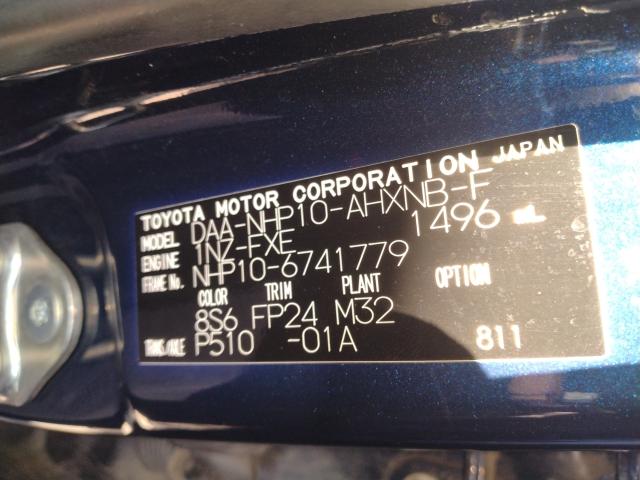 TOYOTA MOTOR CORPORATION JAPAN
MODEL DAA-NHP10-AHXNB-F
ENGINE 1NZ-FXE 1496 mL
FRAME No. NHP10-6741779
COLOR TRIM PLANT OPTION
8S6 FP24 M32
TRANS/AXLE P510 -01A 811